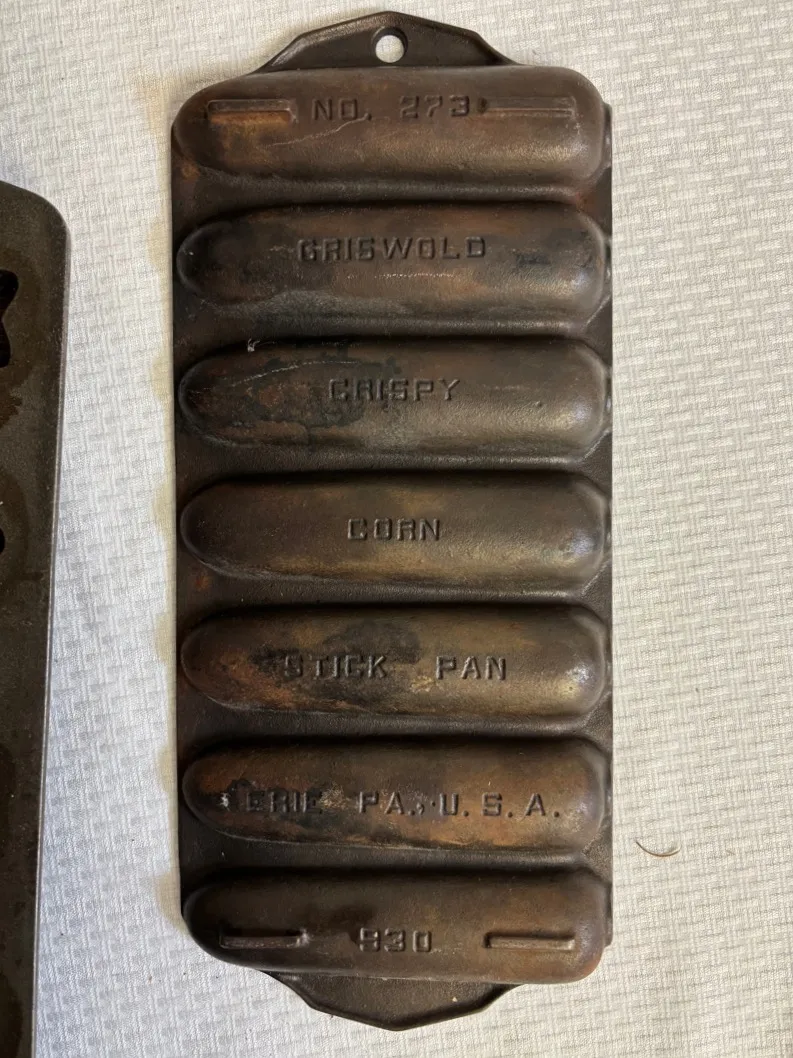 NO. 273
GRISWOLD
CRISPY
CORN
STICK PAN
ERIE PA., U.S.A.
930